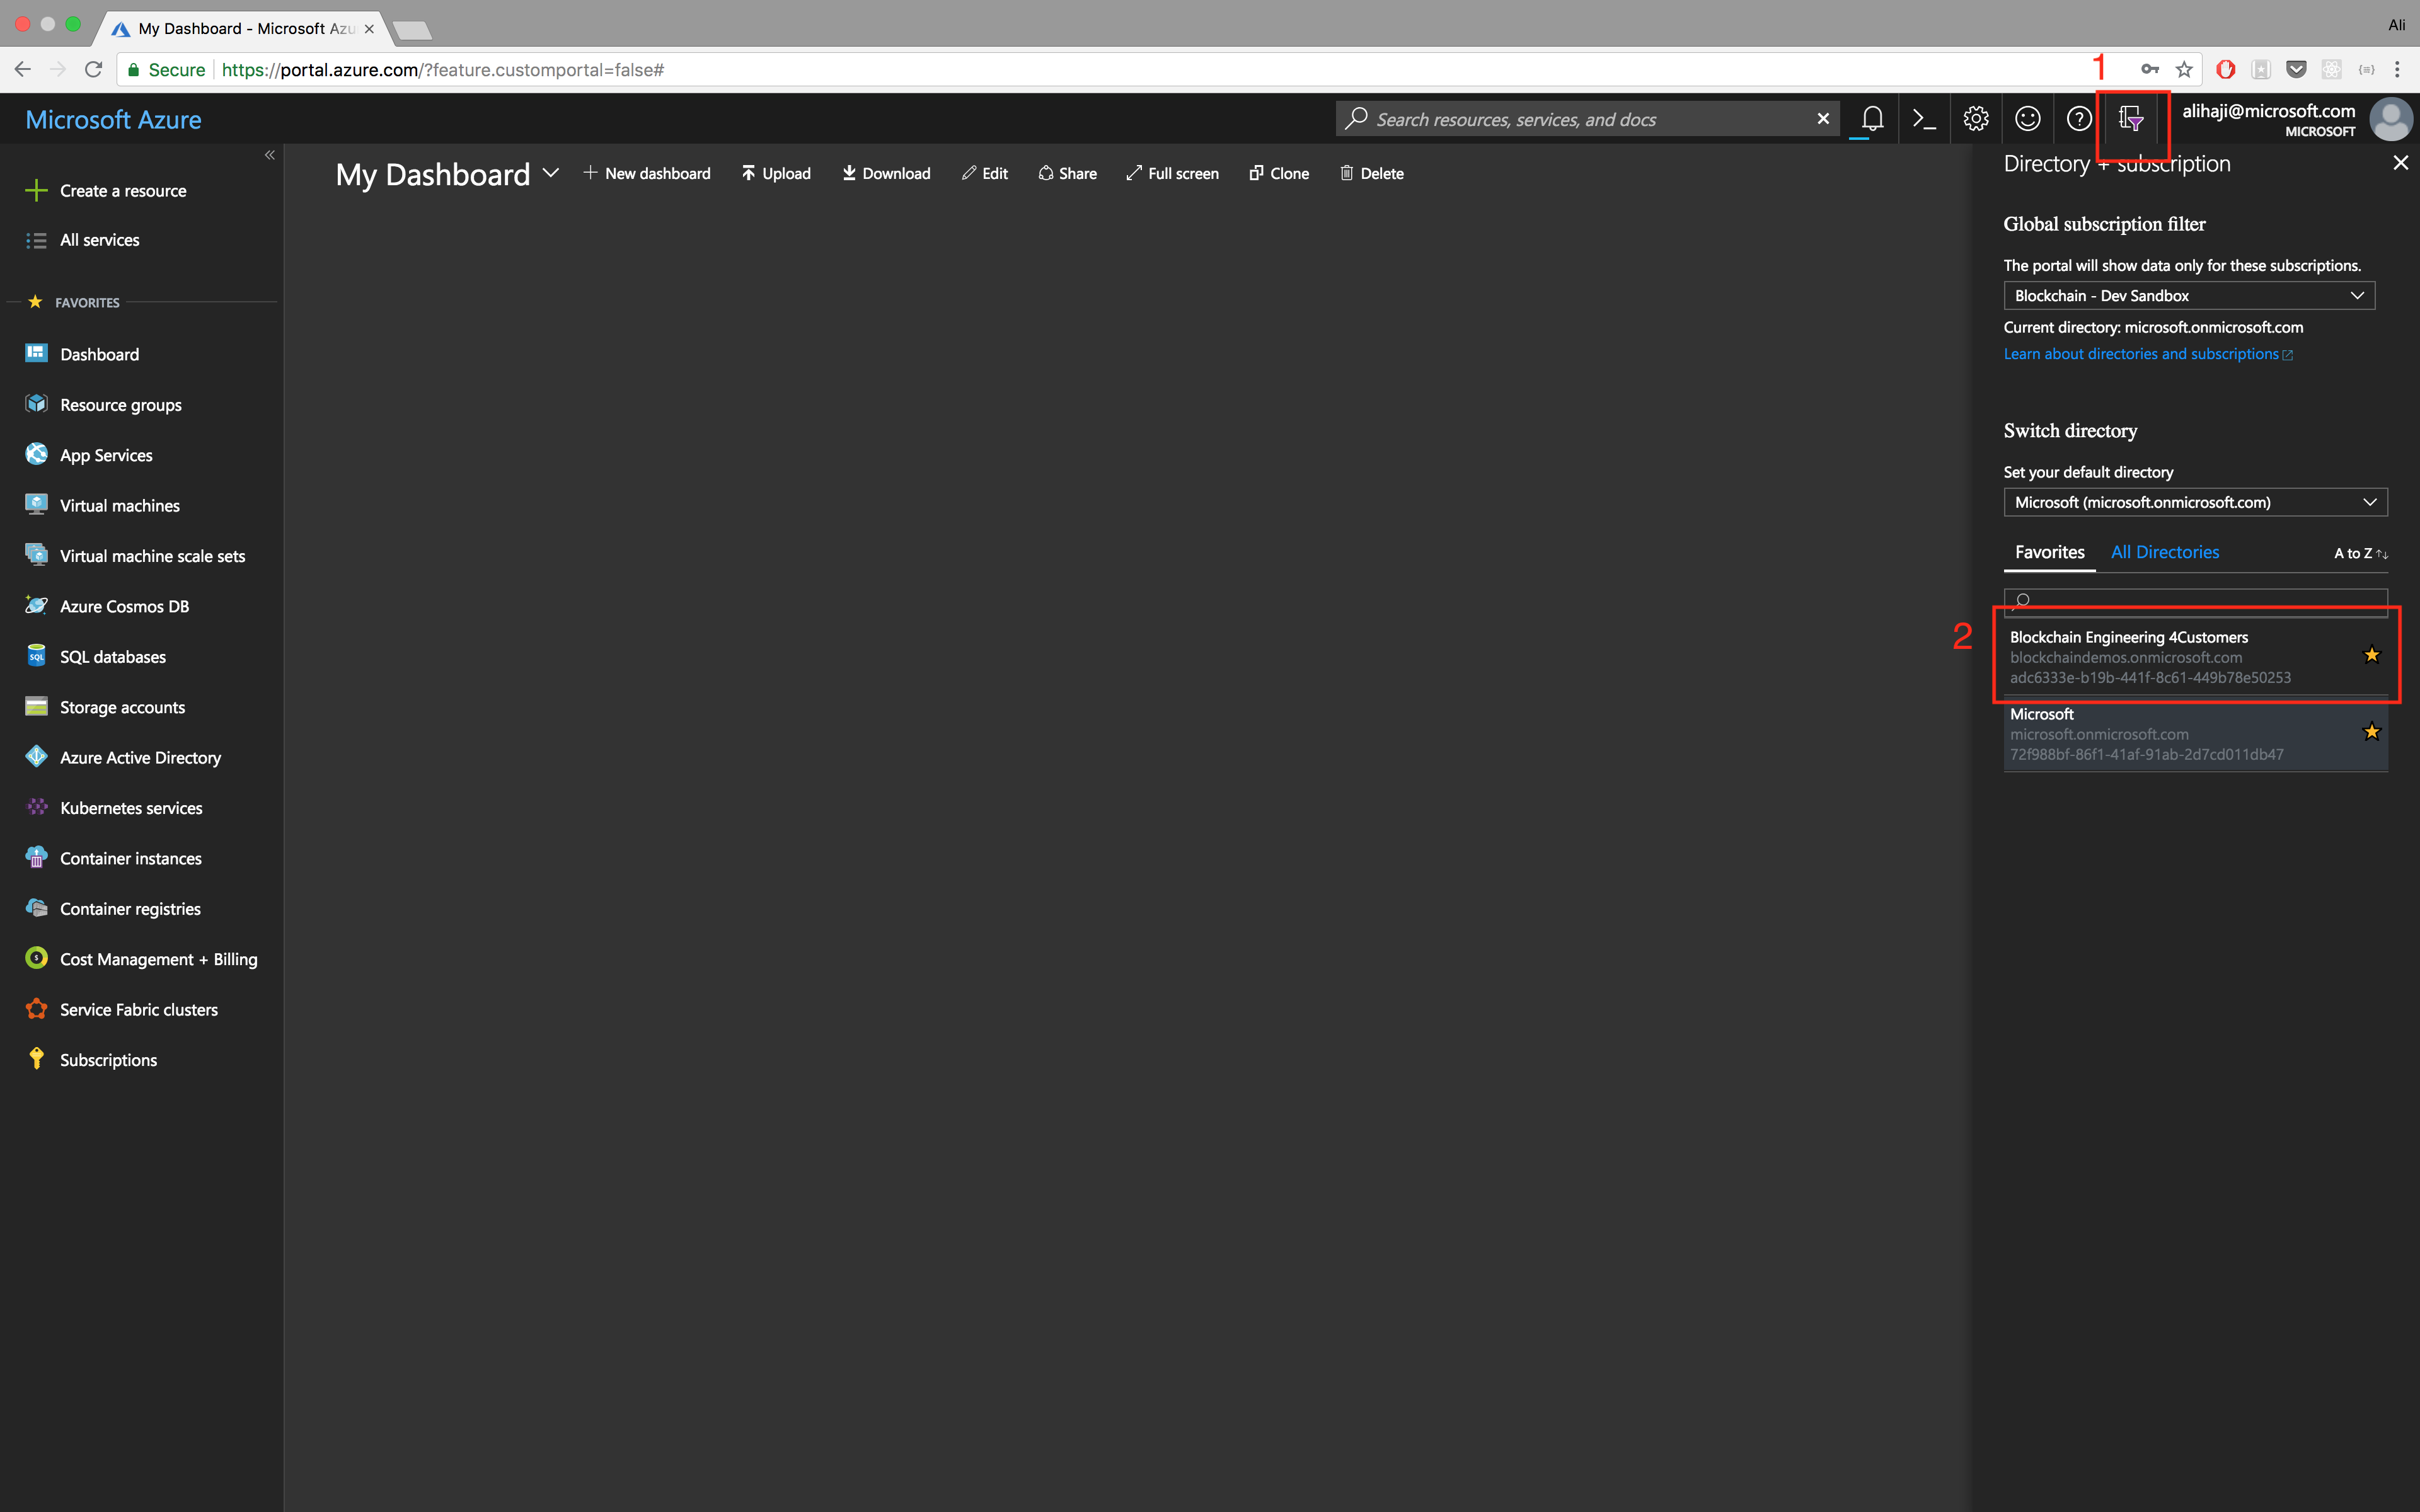 My Dashboard - Microsoft Azu
Ali
Secure https://portal.azure.com/?feature.customportal=false#
1
Microsoft Azure
Search resources, services, and docs
alihaji@microsoft.com
MICROSOFT
Create a resource
All services
FAVORITES
Dashboard
Resource groups
App Services
Virtual machines
Virtual machine scale sets
Azure Cosmos DB
SQL databases
Storage accounts
Azure Active Directory
Kubernetes services
Container instances
Container registries
Cost Management + Billing
Service Fabric clusters
Subscriptions
My Dashboard
New dashboard
Upload
Download
Edit
Share
Full screen
Clone
Delete
Directory + subscription
Global subscription filter
The portal will show data only for these subscriptions.
Blockchain - Dev Sandbox
Current directory: microsoft.onmicrosoft.com
Learn about directories and subscriptions
Switch directory
Set your default directory
Microsoft (microsoft.onmicrosoft.com)
Favorites All Directories A to Z
2
Blockchain Engineering 4Customers
blockchaindemos.onmicrosoft.com
adc6333e-b19b-441f-8c61-449b78e50253
Microsoft
microsoft.onmicrosoft.com
72f988bf-86f1-41af-91ab-2d7cd011db47